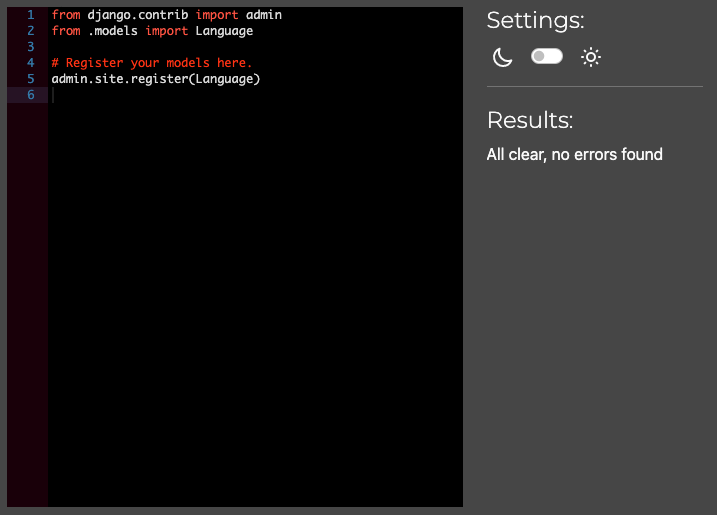 1 from django.contrib import admin
2 from .models import Language
3
4 # Register your models here.
5 admin.site.register(Language)
6
Settings:
Results:
All clear, no errors found